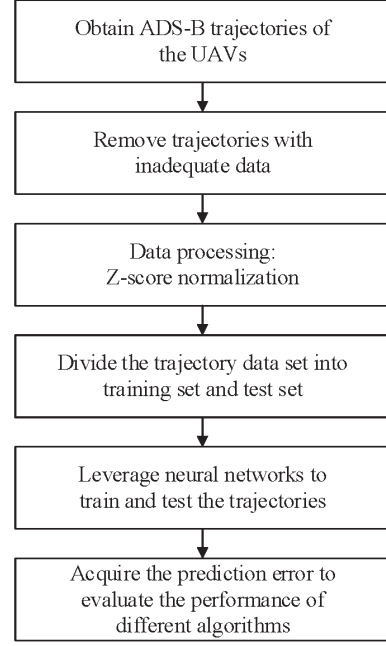 Obtain ADS-B trajectories of
the UAVs
Remove trajectories with
inadequate data
Data processing:
Z-score normalization
Divide the trajectory data set into
training set and test set
Leverage neural networks to
train and test the trajectories
Acquire the prediction error to
evaluate the performance of
different algorithms